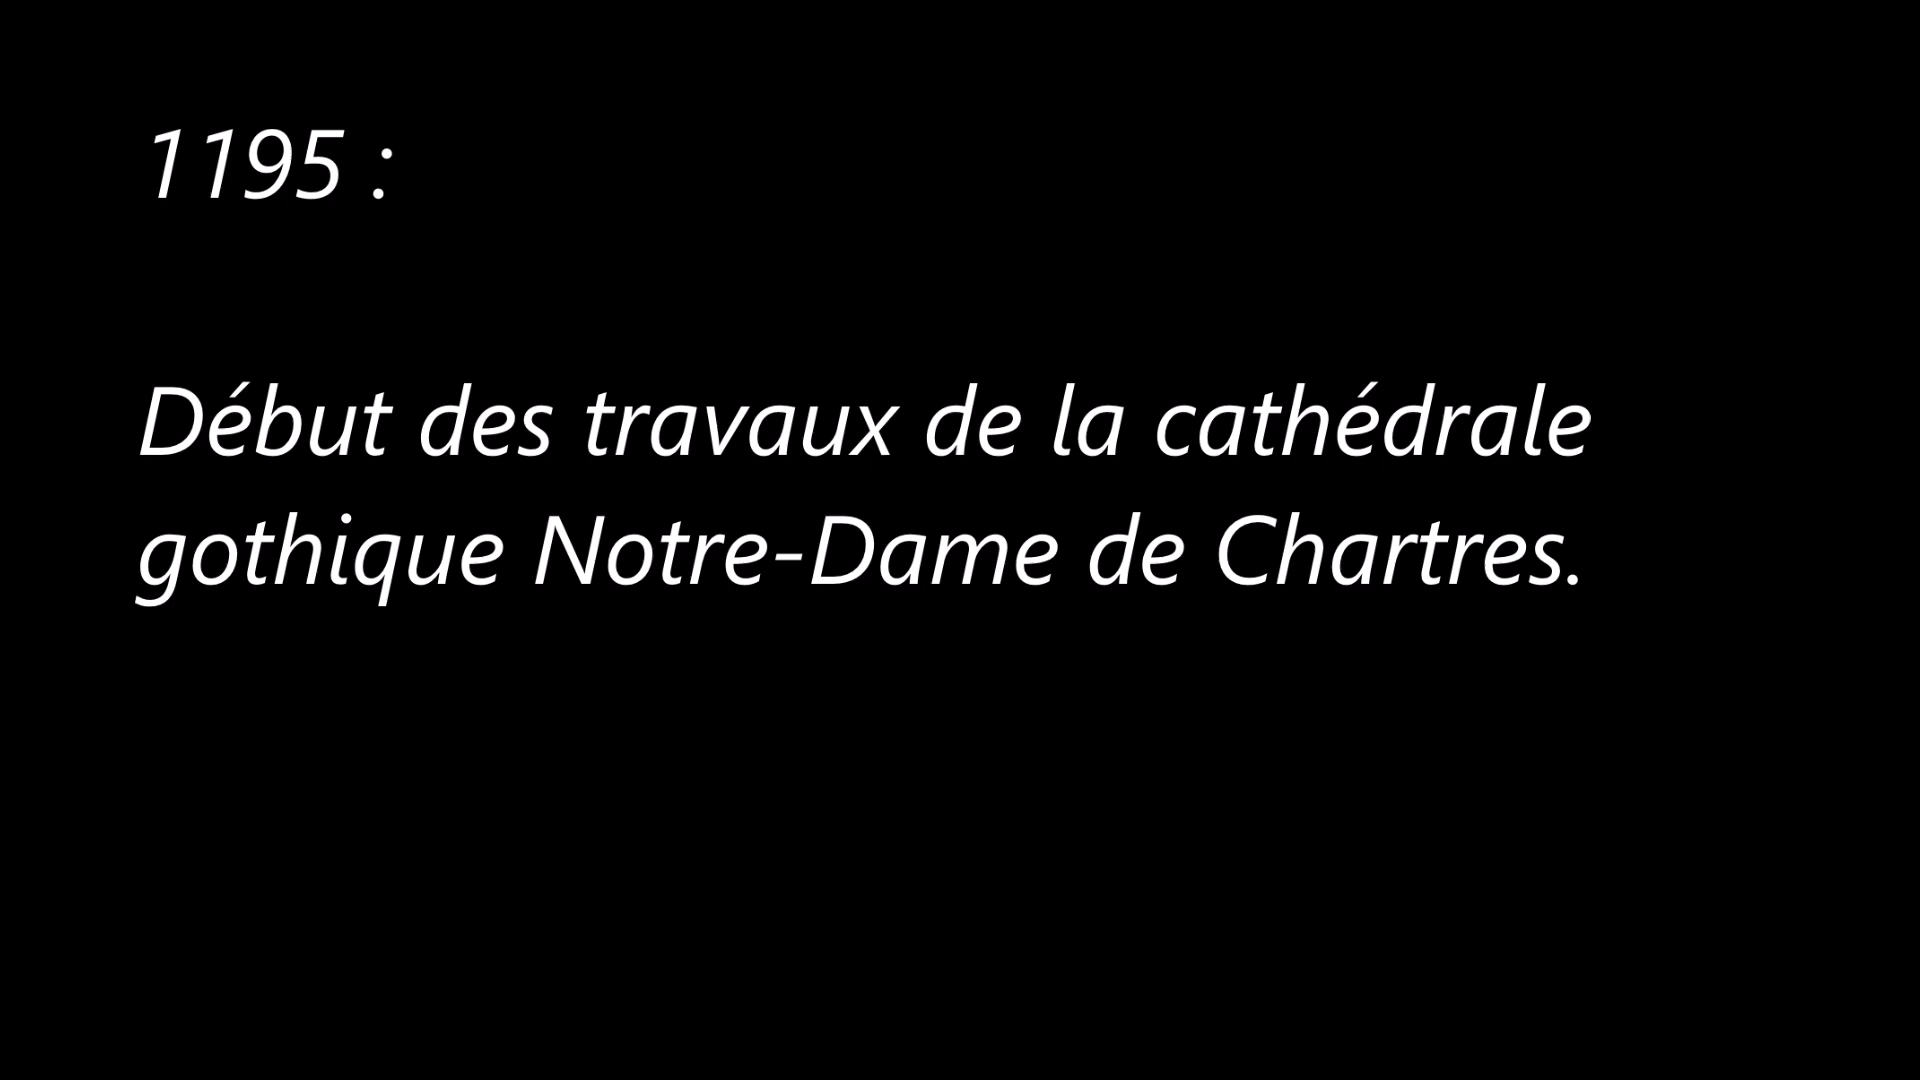 1195 :
Début des travaux de la cathédrale
gothique Notre-Dame de Chartres.